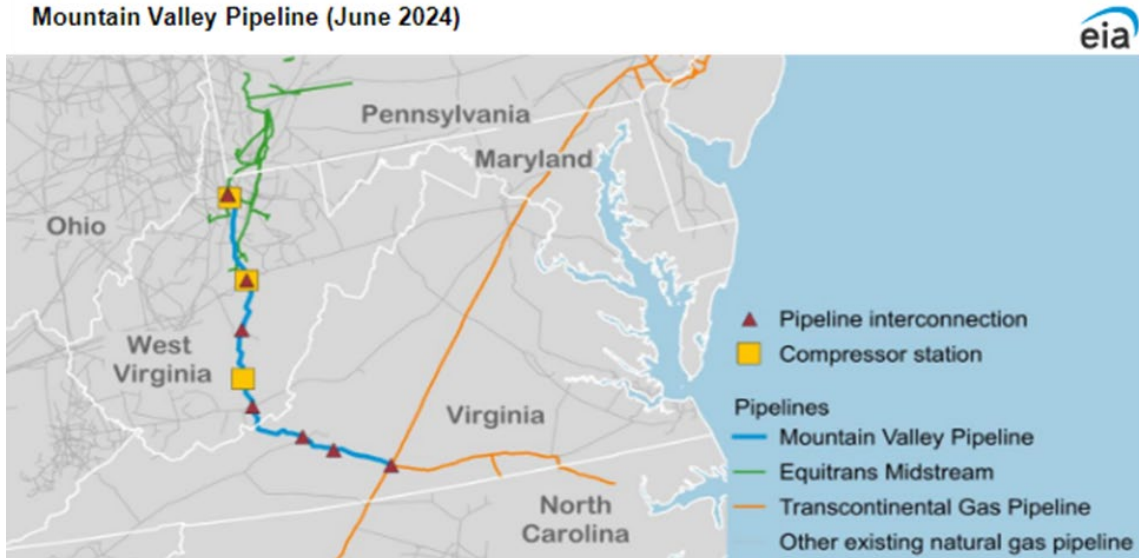 Mountain Valley Pipeline (June 2024)
eia
Pennsylvania
Maryland
Ohio
West
Virginia
Virginia
North
Carolina
Pipeline interconnection
Compressor station
Pipelines
Mountain Valley Pipeline
Equitrans Midstream
Transcontinental Gas Pipeline
Other existing natural gas pipeline